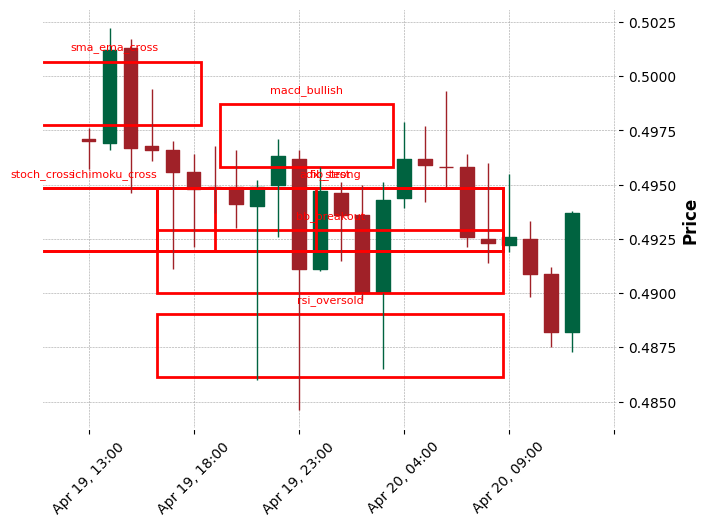 sma_ema_cross
macd_bullish
stoch_cross
ichimoku_cross
rsi_oversold
0.5025
0.5000
0.4975
0.4950
0.4925
0.4900
0.4875
0.4850
Price
Apr 19, 13:00
Apr 19, 18:00
Apr 19, 23:00
Apr 20, 04:00
Apr 20, 09:00